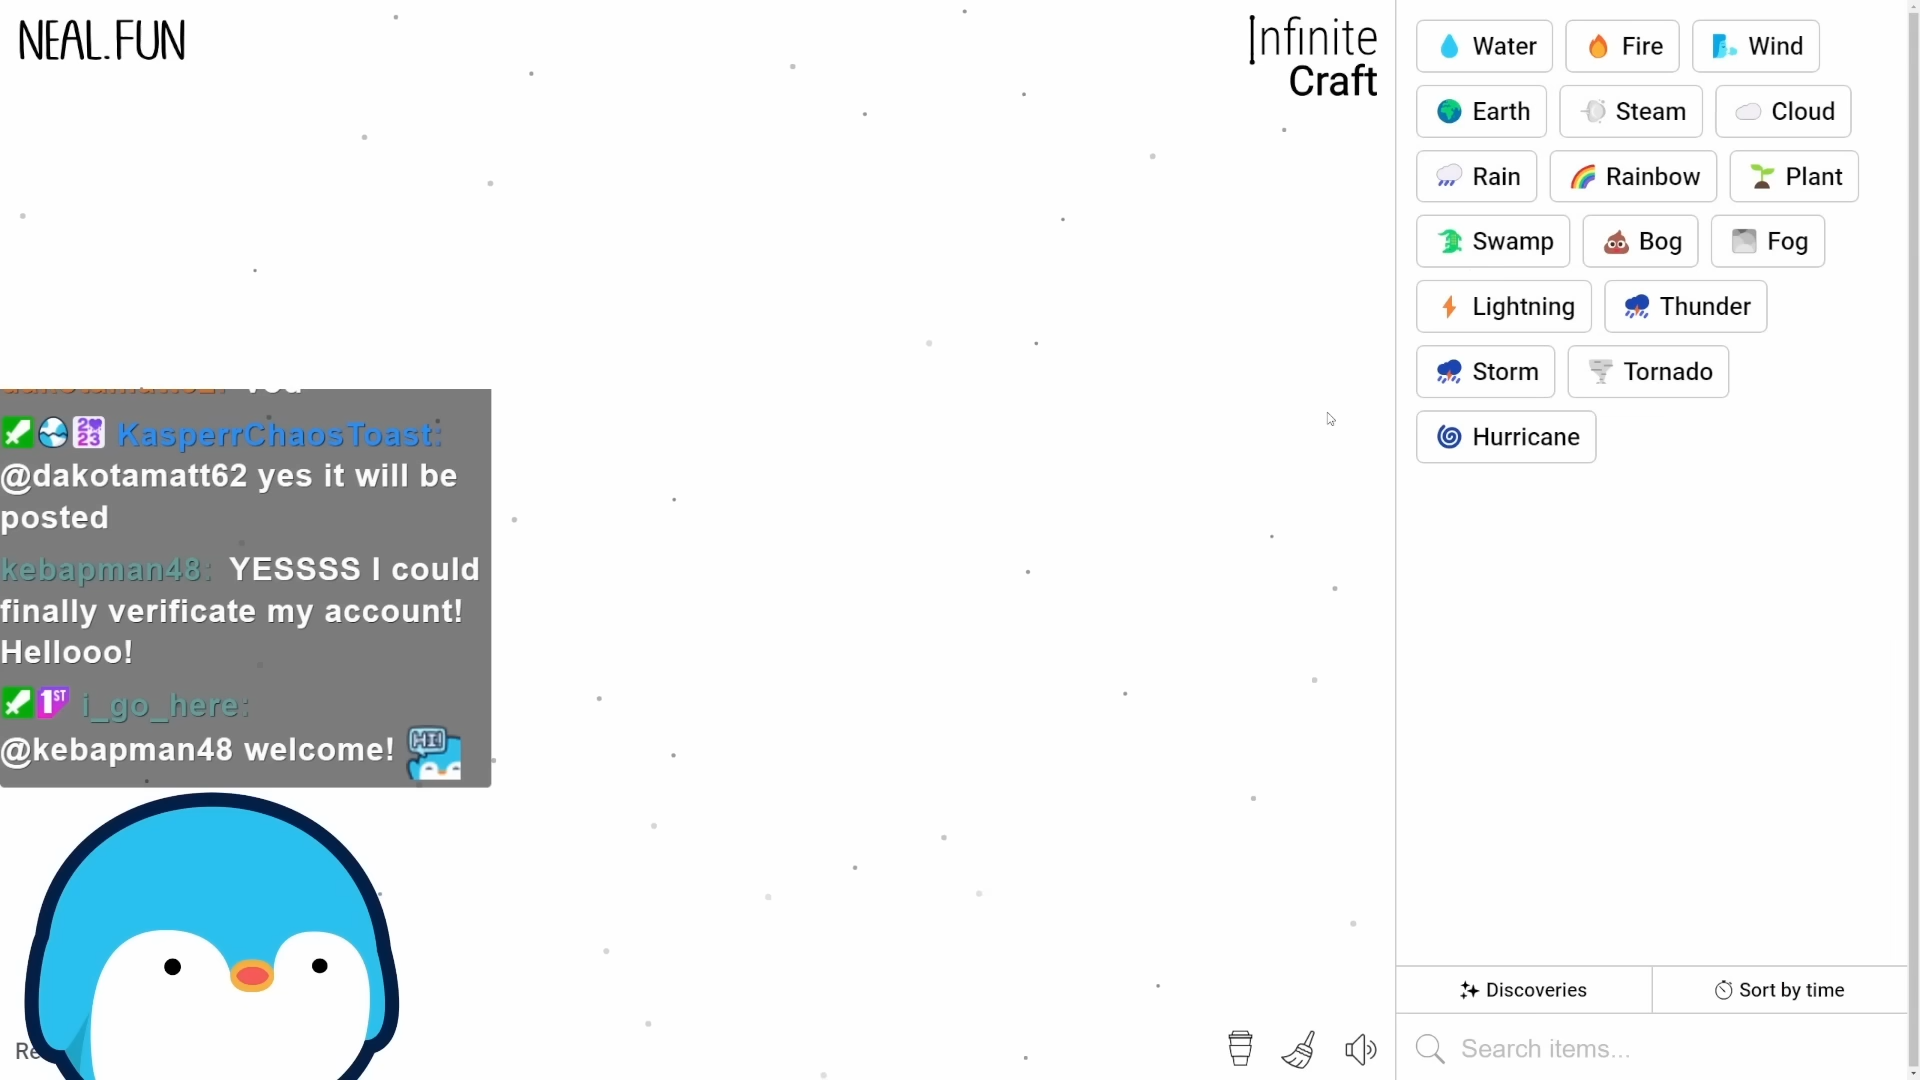 NEAL.FUN
Infinite
Craft
Water
Fire
Wind
Earth
Steam
Cloud
Rain
Rainbow
Plant
Swamp
Bog
Fog
Lightning
Thunder
Storm
Tornado
Hurricane
KasperrChaosToast:
@dakotamatt62 yes it will be
posted
kebapman48: YESSSS I could
finally verificate my account!
Hellooo!
1ST i_go_here:
@kebapman48 welcome! HI!
Discoveries
Sort by time
Search items...